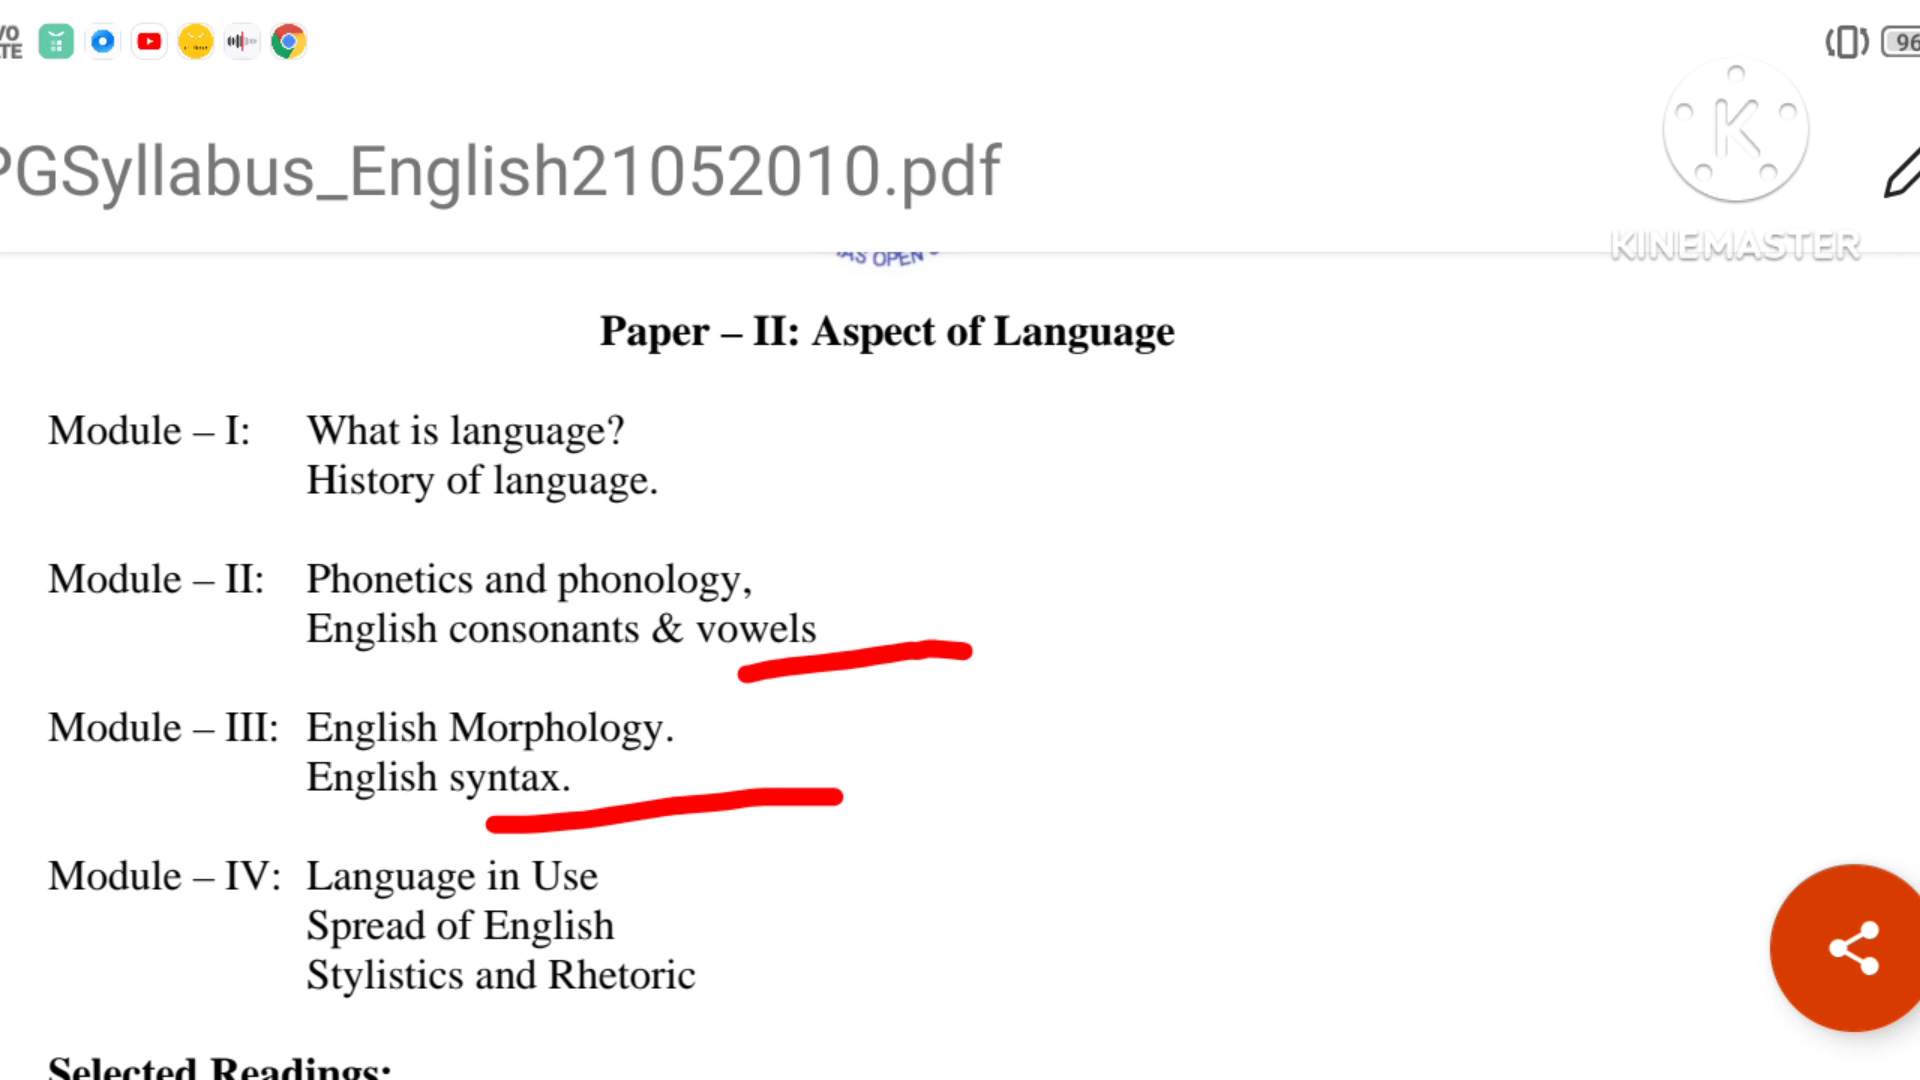 PGSyllabus_English21052010.pdf
KINEMASTER
Paper – II: Aspect of Language
Module – I: What is language?
History of language.
Module – II: Phonetics and phonology,
English consonants & vowels
Module – III: English Morphology.
English syntax.
Module – IV: Language in Use
Spread of English
Stylistics and Rhetoric
Selected Readings: